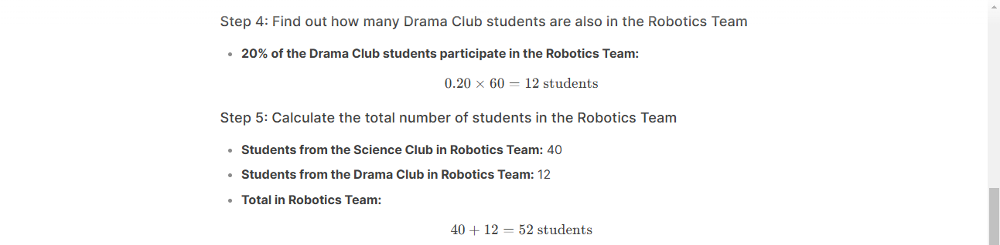 Step 4: Find out how many Drama Club students are also in the Robotics Team
• 20% of the Drama Club students participate in the Robotics Team:
0.20 × 60 = 12 students
Step 5: Calculate the total number of students in the Robotics Team
• Students from the Science Club in Robotics Team: 40
• Students from the Drama Club in Robotics Team: 12
• Total in Robotics Team:
40 + 12 = 52 students